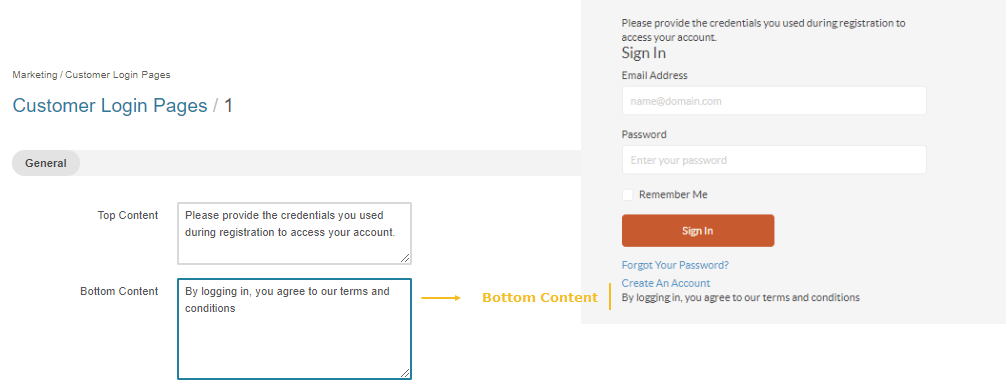 Marketing / Customer Login Pages
Customer Login Pages / 1
General
Top Content
Please provide the credentials you used
during registration to access your account.
Bottom Content
By logging in, you agree to our terms and
conditions
Bottom Content
Please provide the credentials you used during registration to
access your account.
Sign In
Email Address
name@domain.com
Password
Enter your password
Remember Me
Sign In
Forgot Your Password?
Create An Account
By logging in, you agree to our terms and conditions